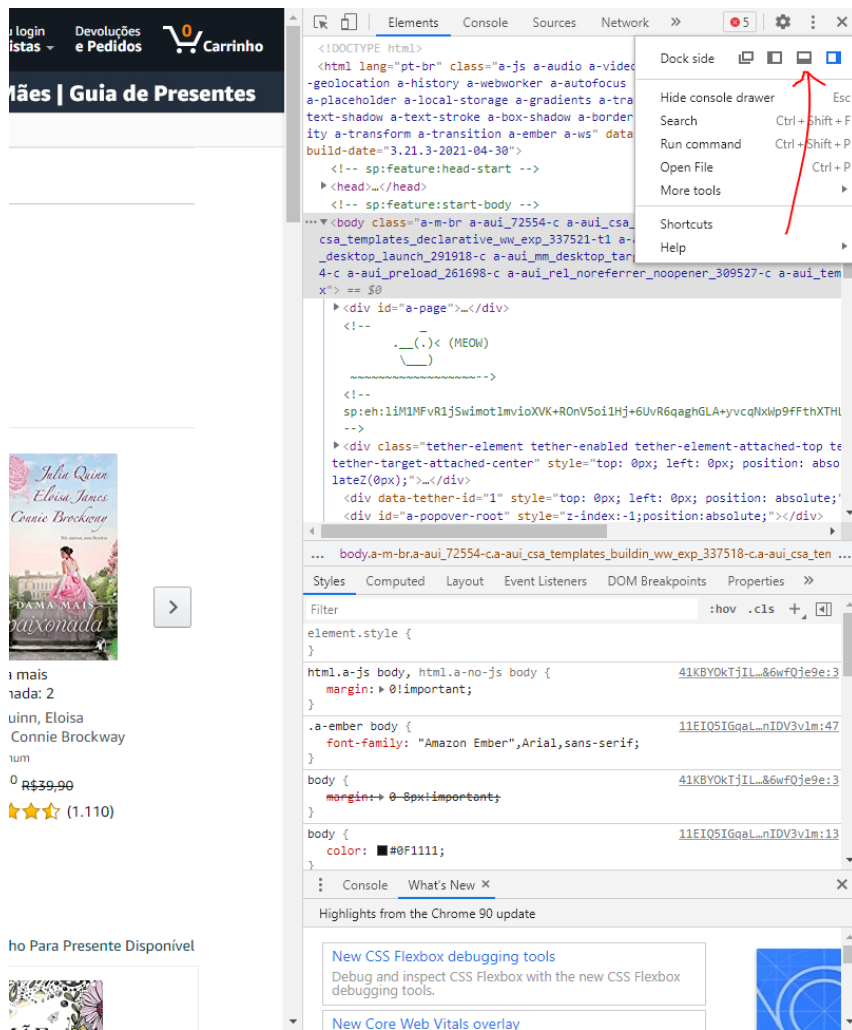 u login
istas
Devoluções
e Pedidos
0
Carrinho
Mães | Guia de Presentes
Julia Quinn
Eloisa James
Connie Brockway
DAMA MAIS
paixonada
a mais
nada: 2
uinn, Eloisa
Connie Brockway
num
0 R$39,90
(1.110)
ho Para Presente Disponível
Elements Console Sources Network » 5
<!DOCTYPE html>
<html lang="pt-br" class="a-js a-audio a-video
-geolocation a-history a-webworker a-autofocus
a-placeholder a-local-storage a-gradients a-tra
text-shadow a-text-stroke a-box-shadow a-border
ity a-transform a-transition a-ember a-ws" data
build-date="3.21.3-2021-04-30">
<!-- sp:feature:head-start -->
<head>…</head>
<!-- sp:feature:start-body -->
<body class="a-m-br a-aui_72554-c a-aui_csa_
csa_templates_declarative_ww_exp_337521-t1 a-a
_desktop_launch_291918-c a-aui_mm_desktop_targ
4-c a-aui_preload_261698-c a-aui_rel_noreferrer_noopener_309527-c a-aui_tem
x"> == $0
<div id="a-page">…</div>
<!-- _
.__(.)< (MEOW)
\___)
~~~~~~~~~~~~~~~~~~-->
<!--
sp:eh:liM1MFvR1jSwimotlmvioXVK+ROnV5oi1Hj+6UvR6qaghGLA+yvcqNxWp9fFthXTHL
-->
<div class="tether-element tether-enabled tether-element-attached-top te
tether-target-attached-center" style="top: 0px; left: 0px; position: abso
lateZ(0px);">…</div>
<div data-tether-id="1" style="top: 0px; left: 0px; position: absolute;"
<div id="a-popover-root" style="z-index:-1;position:absolute;"></div>
Dock side
Hide console drawer Esc
Search Ctrl + Shift + F
Run command Ctrl + Shift + P
Open File Ctrl + P
More tools
Shortcuts
Help
... body.a-m-br.a-aui_72554-c.a-aui_csa_templates_buildin_ww_exp_337518-c.a-aui_csa_ten ...
Styles Computed Layout Event Listeners DOM Breakpoints Properties »
Filter :hov .cls +
element.style {
}
html.a-js body, html.a-no-js body { 41KBYOkTjIL…&6wfQje9e:3
margin: 0!important;
}
.a-ember body { 11EIQ5IGqaL…nIDV3vlm:47
font-family: "Amazon Ember",Arial,sans-serif;
}
body { 41KBYOkTjIL…&6wfQje9e:3
margin: 0 8px!important;
}
body { 11EIQ5IGqaL…nIDV3vlm:13
color: #0F1111;
}
Console What's New ×
Highlights from the Chrome 90 update
New CSS Flexbox debugging tools
Debug and inspect CSS Flexbox with the new CSS Flexbox
debugging tools.
New Core Web Vitals overlay